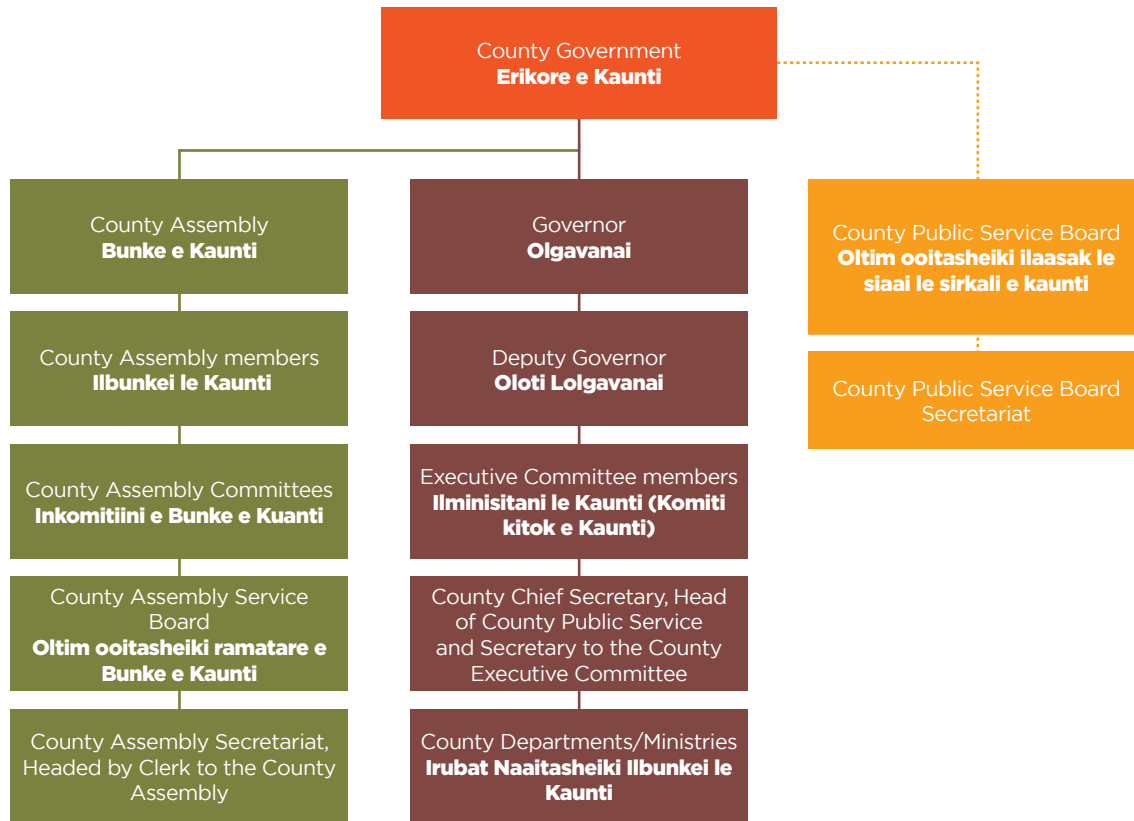 County Government
Erikore e Kaunti
County Assembly
Bunke e Kaunti
County Assembly members
Ilbunkei le Kaunti
County Assembly Committees
Inkomitiini e Bunke e Kuanti
County Assembly Service
Board
Oltim ooitasheiki ramatare e
Bunke e Kaunti
County Assembly Secretariat,
Headed by Clerk to the County
Assembly
Governor
Olgavanai
Deputy Governor
Oloti Lolgavanai
Executive Committee members
Ilminisitani le Kaunti (Komiti
kitok e Kaunti)
County Chief Secretary, Head
of County Public Service
and Secretary to the County
Executive Committee
County Departments/Ministries
Irubat Naaitasheiki Ilbunkei le
Kaunti
County Public Service Board
Oltim ooitasheiki ilaasak le
siaai le sirkali e kaunti
County Public Service Board
Secretariat